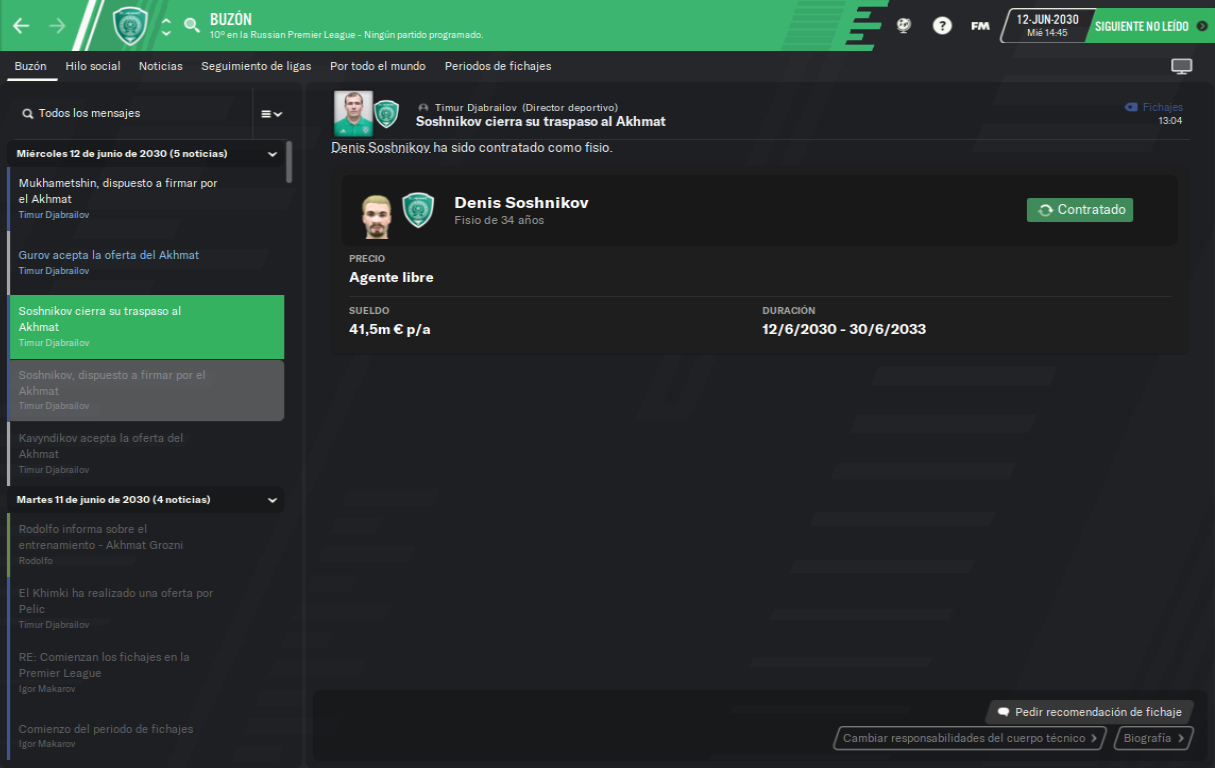 BUZÓN
10º en la Russian Premier League - Ningún partido programado.
FM
12-JUN-2030
Mié 14:45
SIGUIENTE NO LEÍDO
Buzón
Hilo social
Noticias
Seguimiento de ligas
Por todo el mundo
Periodos de fichajes
Todos los mensajes
Miércoles 12 de junio de 2030 (5 noticias)
Mukhametshin, dispuesto a firmar por
el Akhmat
Timur Djabrailov
Gurov acepta la oferta del Akhmat
Timur Djabrailov
Soshnikov cierra su traspaso al
Akhmat
Timur Djabrailov
Soshnikov, dispuesto a firmar por el
Akhmat
Timur Djabrailov
Kavyndikov acepta la oferta del
Akhmat
Timur Djabrailov
Martes 11 de junio de 2030 (4 noticias)
Rodolfo informa sobre el
entrenamiento - Akhmat Grozni
Rodolfo
El Khimki ha realizado una oferta por
Pelic
Timur Djabrailov
RE: Comienzan los fichajes en la
Premier League
Igor Makarov
Comienzo del periodo de fichajes
Igor Makarov
Timur Djabrailov (Director deportivo)
Soshnikov cierra su traspaso al Akhmat
Fichajes
13:04
Denis Soshnikov ha sido contratado como fisio.
Denis Soshnikov
Fisio de 34 años
Contratado
PRECIO
Agente libre
SUELDO
41,5m € p/a
DURACIÓN
12/6/2030 - 30/6/2033
Pedir recomendación de fichaje
Cambiar responsabilidades del cuerpo técnico
Biografía